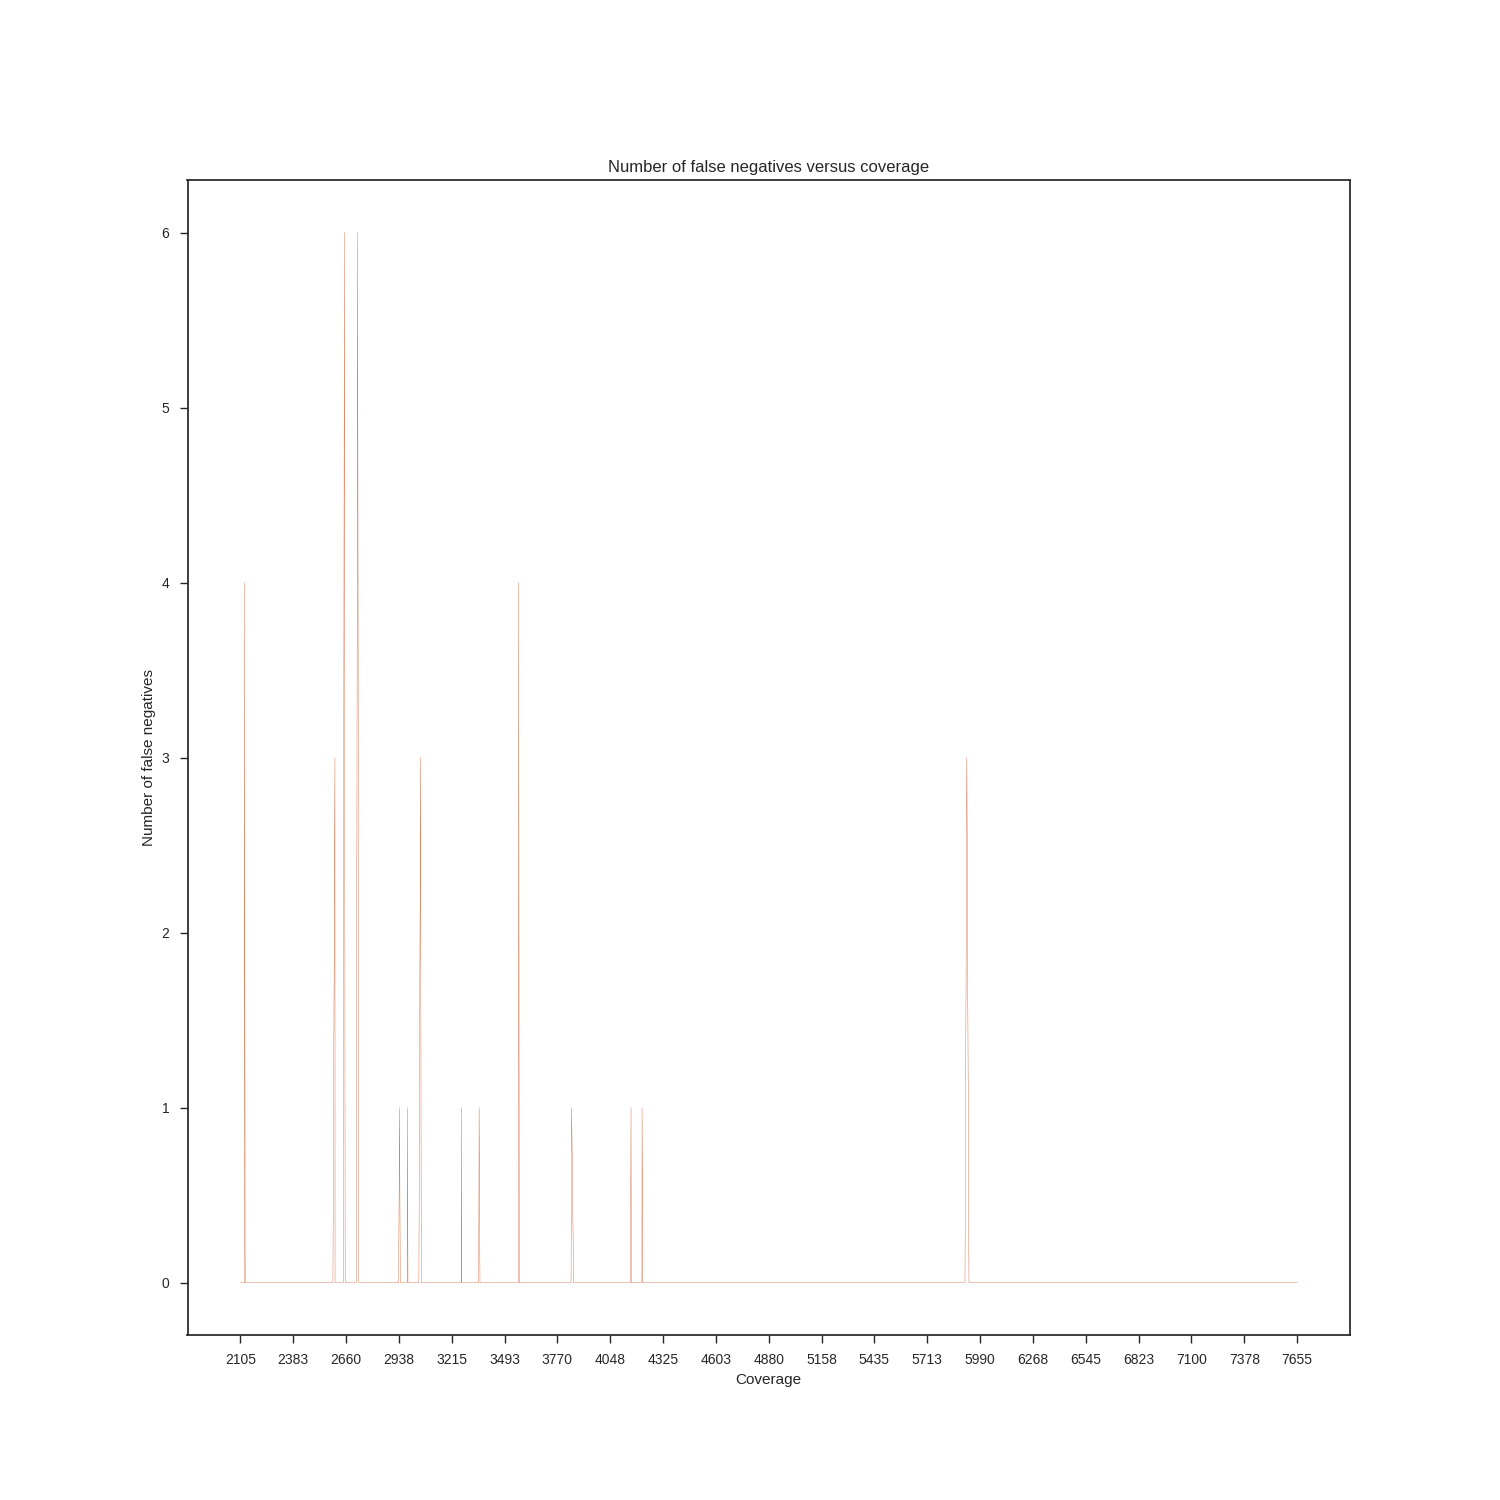 Number of false negatives versus coverage
6
5
4
3
2
1
0
Number of false negatives
2105 2383 2660 2938 3215 3493 3770 4048 4325 4603 4880 5158 5435 5713 5990 6268 6545 6823 7100 7378 7655
Coverage